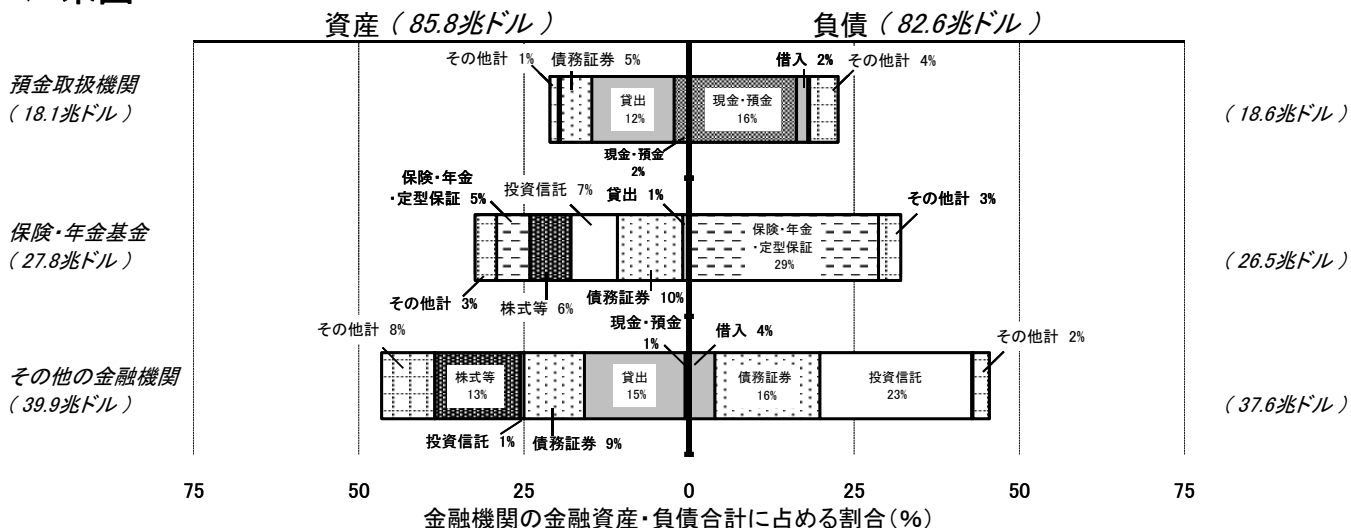 資産 （ 85.8兆ドル ）
負債 （ 82.6兆ドル ）
預金取扱機関
（ 18.1兆ドル ）
その他計 1%
債務証券 5%
貸出
12%
現金・預金
2%
現金・預金
16%
借入 2%
その他計 4%
（ 18.6兆ドル ）
保険・年金基金
（ 27.8兆ドル ）
保険・年金
・定型保証 5%
投資信託 7%
貸出 1%
その他計 3%
株式等 6%
債務証券 10%
保険・年金
・定型保証
29%
その他計 3%
（ 26.5兆ドル ）
その他の金融機関
（ 39.9兆ドル ）
その他計 8%
株式等
13%
投資信託 1%
債務証券 9%
貸出
15%
現金・預金
1%
借入 4%
債務証券
16%
投資信託
23%
その他計 2%
（ 37.6兆ドル ）
75 50 25 0 25 50 75
金融機関の金融資産・負債合計に占める割合（％）